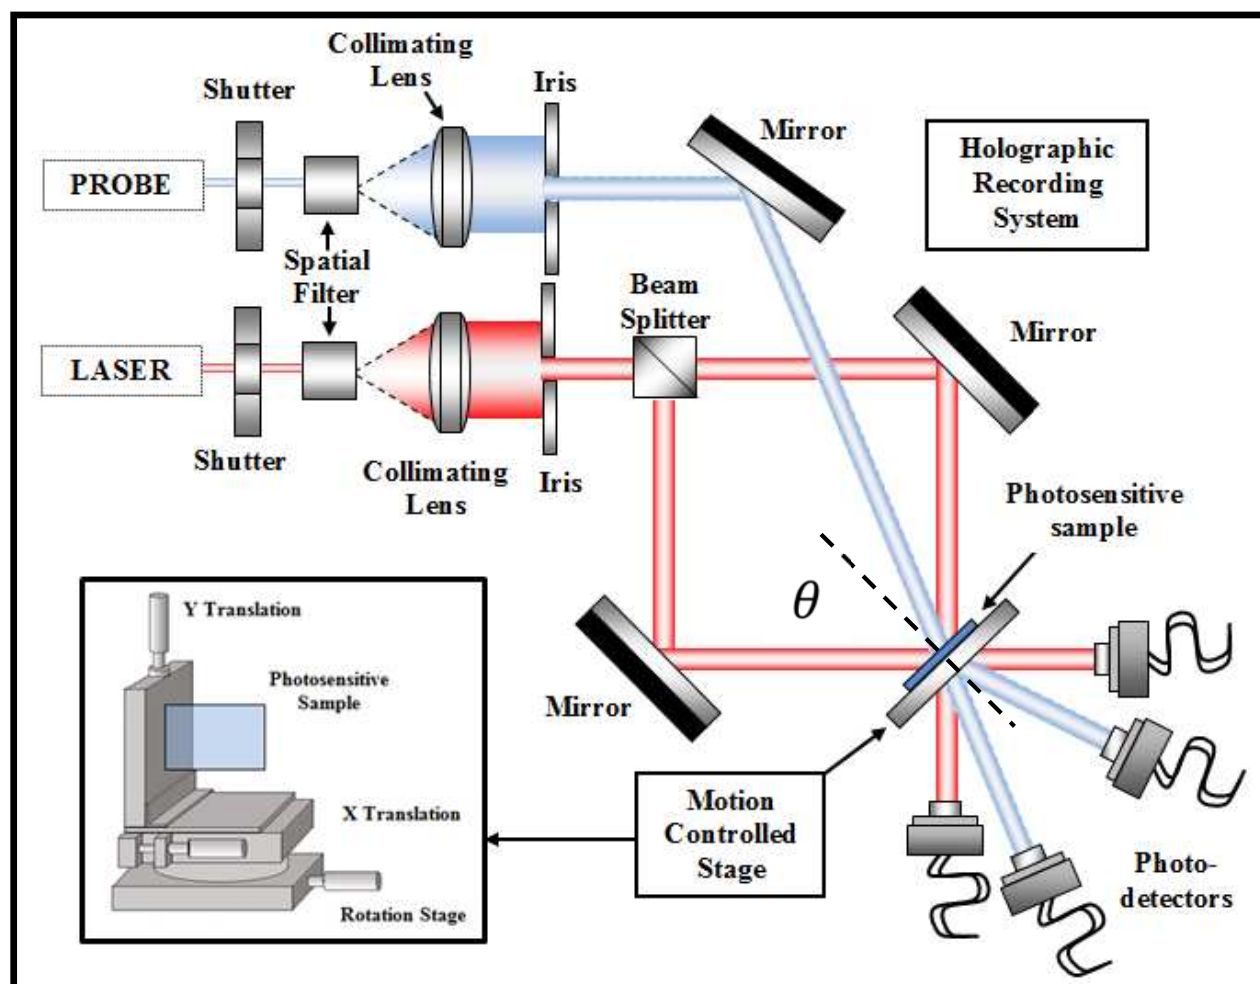 Collimating
Lens
Iris
Shutter
Mirror
PROBE
Holographic
Recording
System
Spatial
Filter
Beam
Splitter
Mirror
LASER
Shutter
Collimating
Lens
Iris
Photosensitive
sample
θ
Y Translation
Photosensitive
Sample
Mirror
X Translation
Motion
Controlled
Stage
Rotation Stage
Photo-
detectors